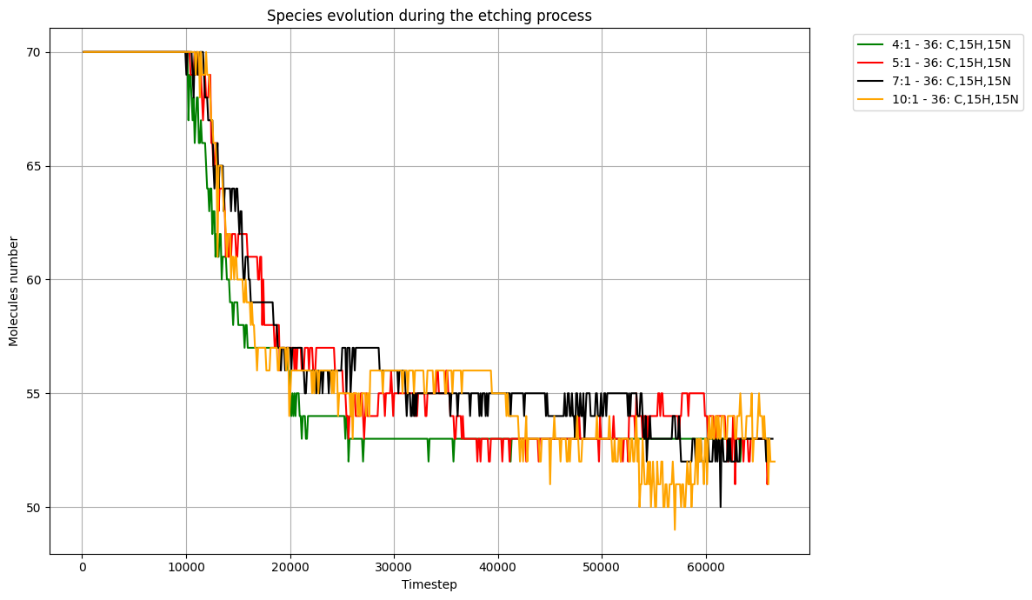 Species evolution during the etching process
4:1 - 36: C,15H,15N
5:1 - 36: C,15H,15N
7:1 - 36: C,15H,15N
10:1 - 36: C,15H,15N
Molecules number
70
65
60
55
50
0 10000 20000 30000 40000 50000 60000
Timestep